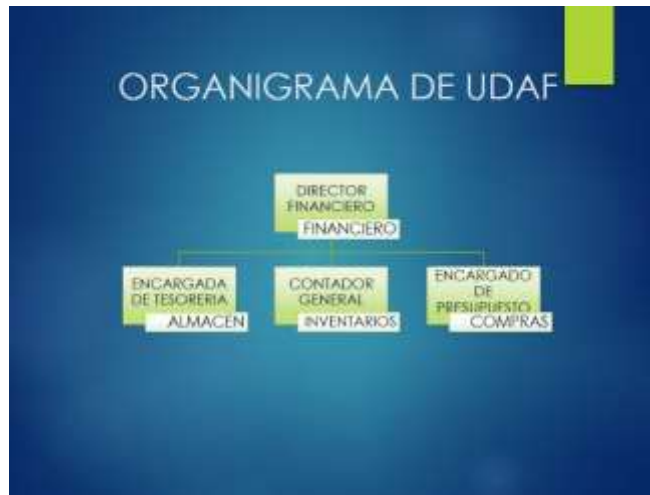 ORGANIGRAMA DE UDAF
DIRECTOR
FINANCIERO
FINANCIERO
ENCARGADA
DE TESORERIA
ALMACEN
CONTADOR
GENERAL
INVENTARIOS
ENCARGADO
DE
PRESUPUESTO
COMPRAS